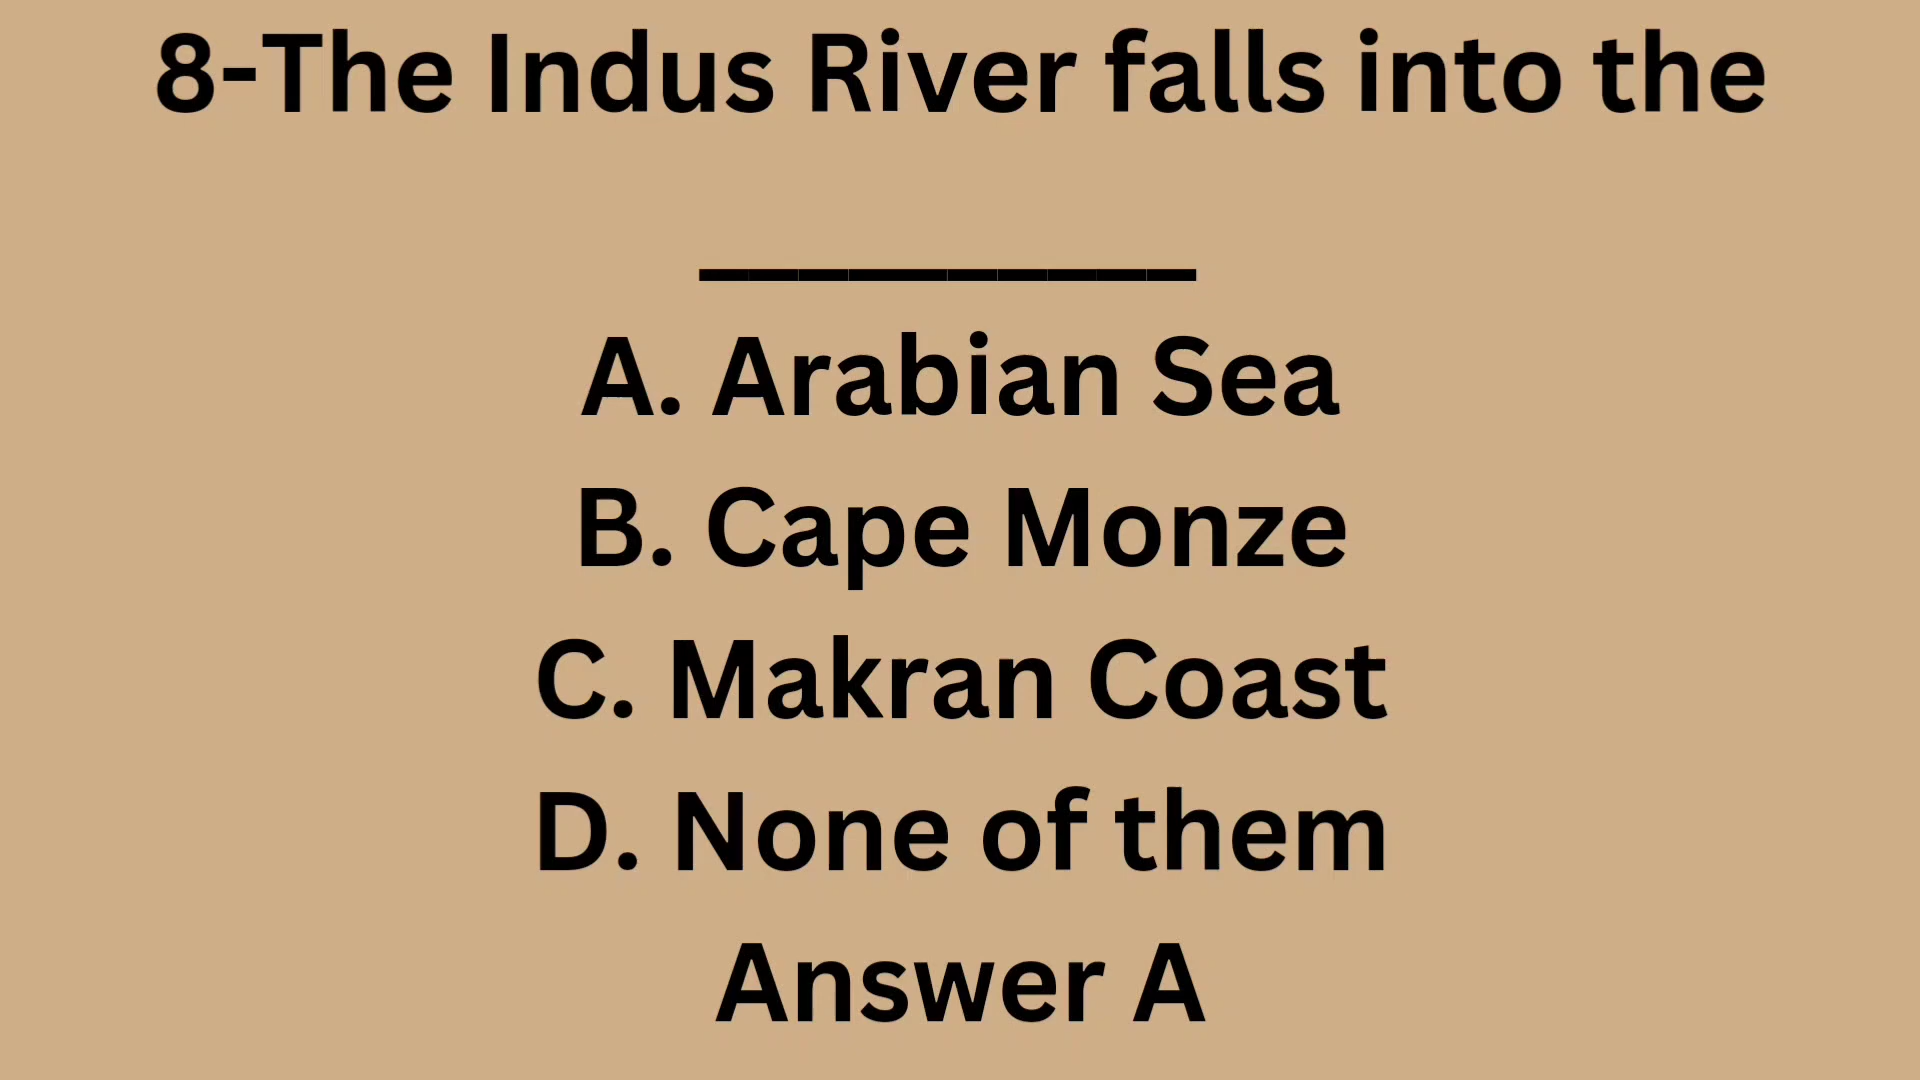 8-The Indus River falls into the
__________
A. Arabian Sea
B. Cape Monze
C. Makran Coast
D. None of them
Answer A